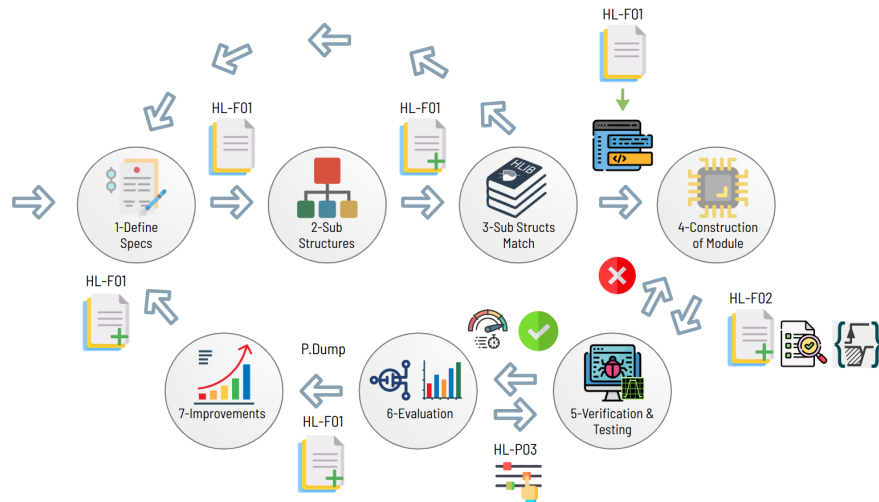 HL-F01
HL-F01
HL-F01
HLIB
1-Define
Specs
2-Sub
Structures
3-Sub Structs
Match
4-Construction
of Module
</>
HL-F01
HL-F02
P.Dump
7-Improvements
6-Evaluation
5-Verification &
Testing
HL-F01
HL-P03